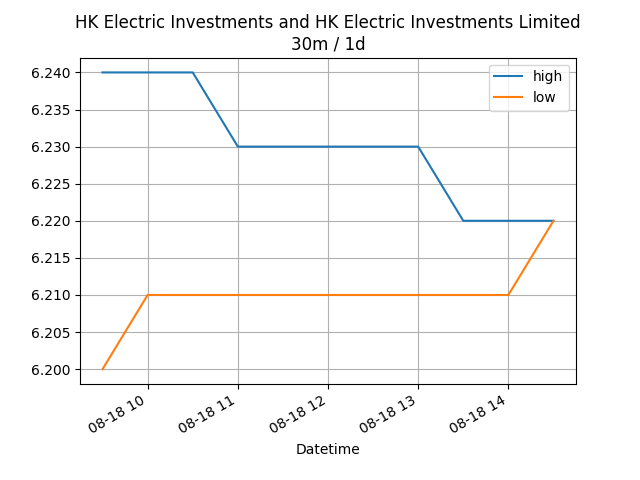 HK Electric Investments and HK Electric Investments Limited
30m / 1d
high
low
6.240
6.235
6.230
6.225
6.220
6.215
6.210
6.205
6.200
08-18 10
08-18 11
08-18 12
08-18 13
08-18 14
Datetime